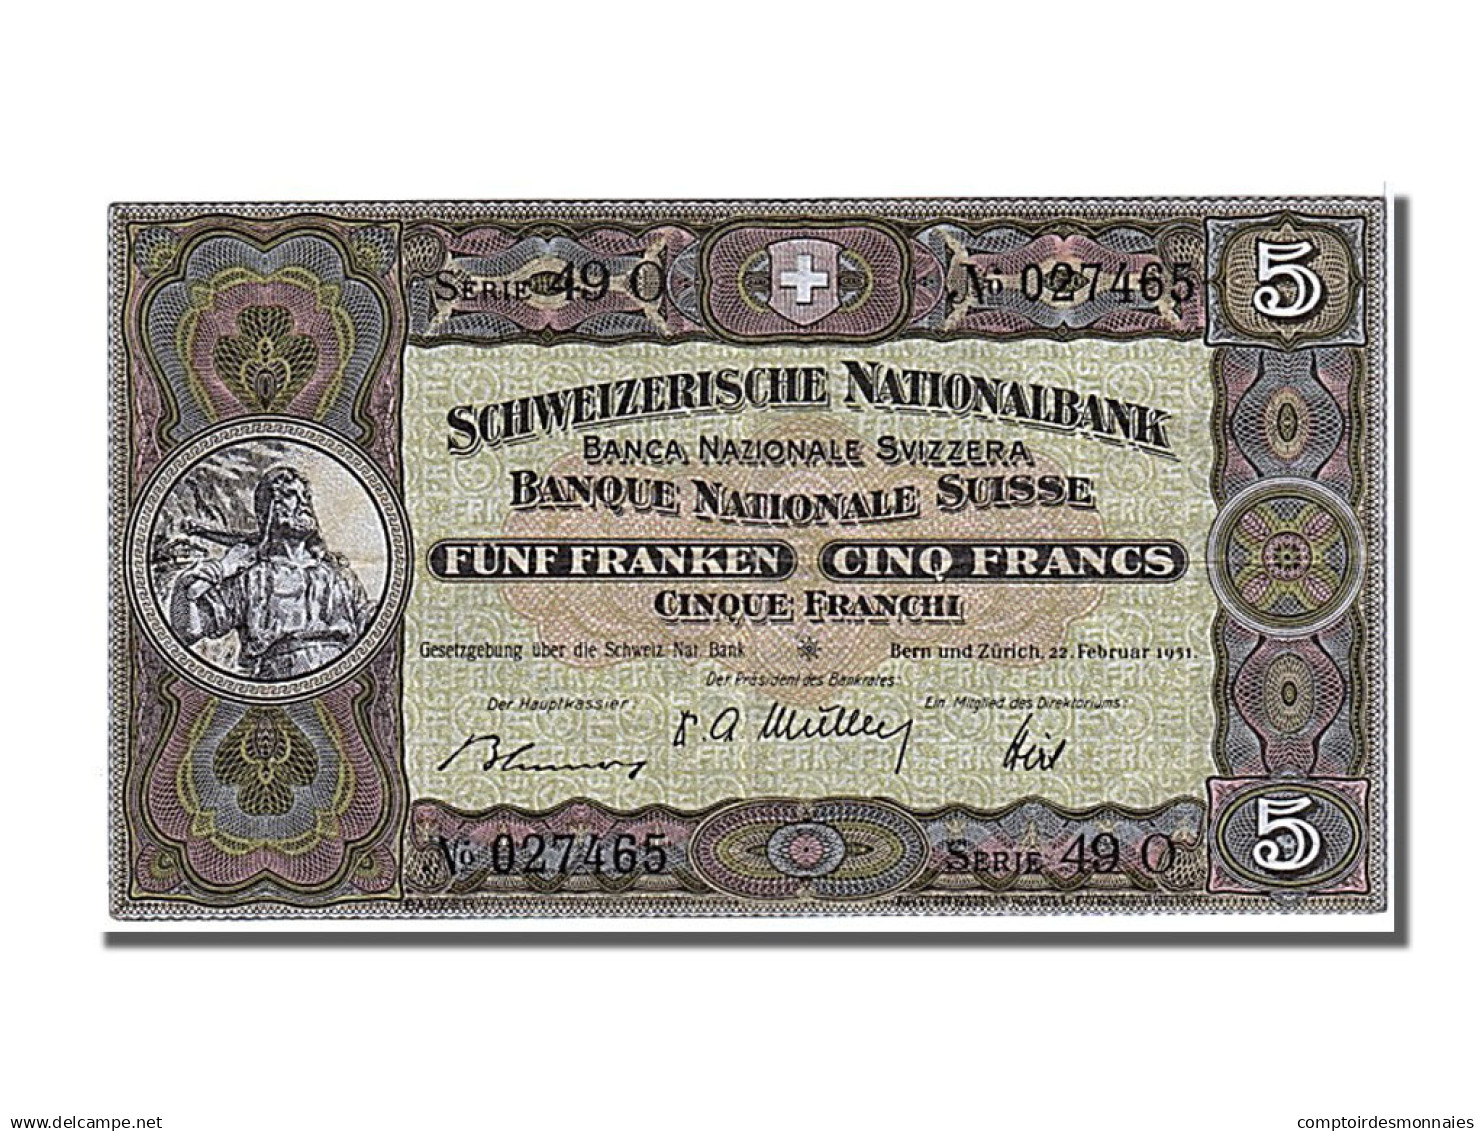 SERIE 49 O
No 027465
5
SCHWEIZERISCHE NATIONALBANK
BANCA NAZIONALE SVIZZERA
BANQUE NATIONALE SUISSE
FÜNF FRANKEN CINQ FRANCS
CINQUE FRANCHI
Gesetzgebung über die Schweiz. Nat. Bank
Bern und Zürich, 22. Februar 1951.
Der Präsident des Bankrates:
Der Hauptkassier:
Ein Mitglied des Direktoriums:
No 027465
SERIE 49 O
5
BALZER
www.delcampe.net
comptoirdesmonnaies